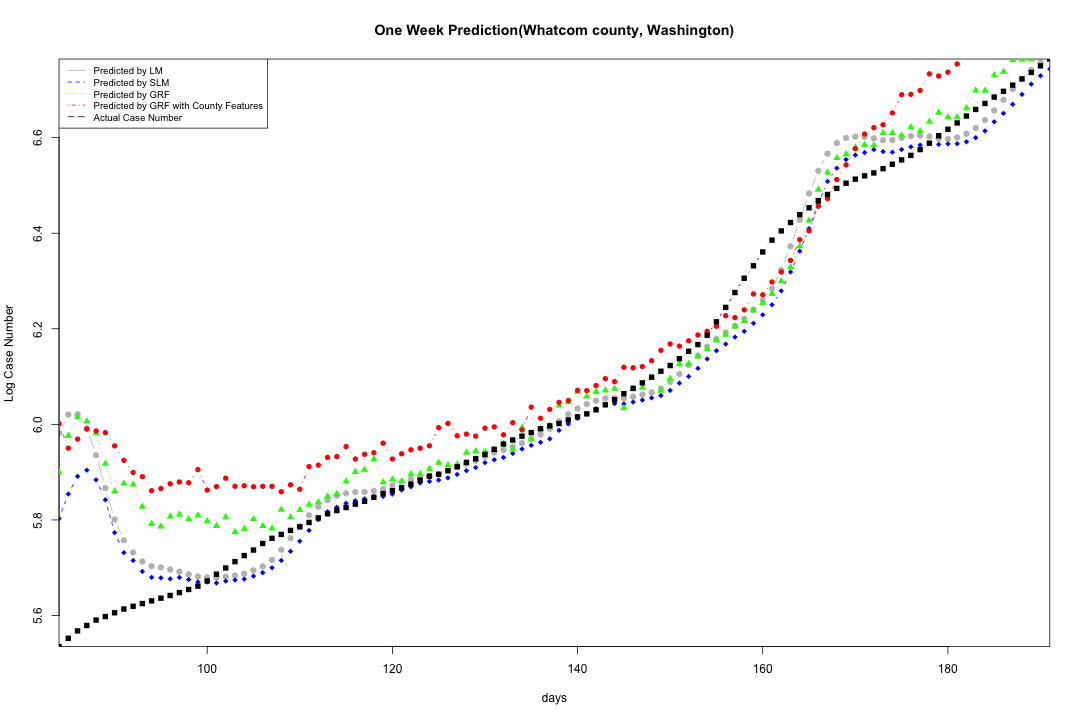 One Week Prediction(Whatcom county, Washington)
Predicted by LM
Predicted by SLM
Predicted by GRF
Predicted by GRF with County Features
Actual Case Number
6.6
6.4
6.2
6.0
5.8
5.6
Log Case Number
100 120 140 160 180
days